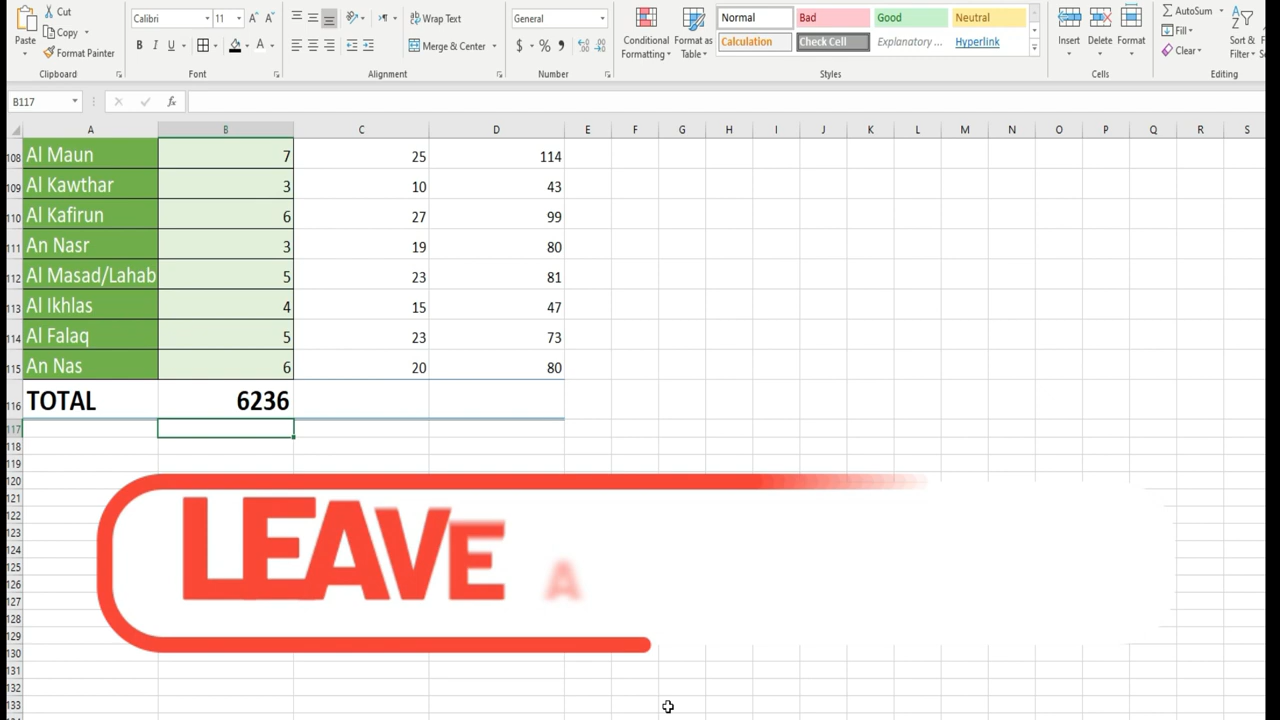 Cut
Calibri 11 A A
Wrap Text
General
Normal Bad Good Neutral
AutoSum
Copy
Fill
Paste
Format Painter
B I U A
Merge & Center
$ % ,
Conditional Formatting
Format as Table
Calculation Check Cell Explanatory ... Hyperlink
Insert Delete Format
Clear
Sort & Filter
Clipboard Font Alignment Number Styles Cells Editing
B117 fx
A B C D E F G H I J K L M N O P Q R S
108 Al Maun 7 25 114
109 Al Kawthar 3 10 43
110 Al Kafirun 6 27 99
111 An Nasr 3 19 80
112 Al Masad/Lahab 5 23 81
113 Al Ikhlas 4 15 47
114 Al Falaq 5 23 73
115 An Nas 6 20 80
116 TOTAL 6236
117
118
119
120
121
122
123
124
125
126
127
128
129
130
131
132
133
LEAVE A